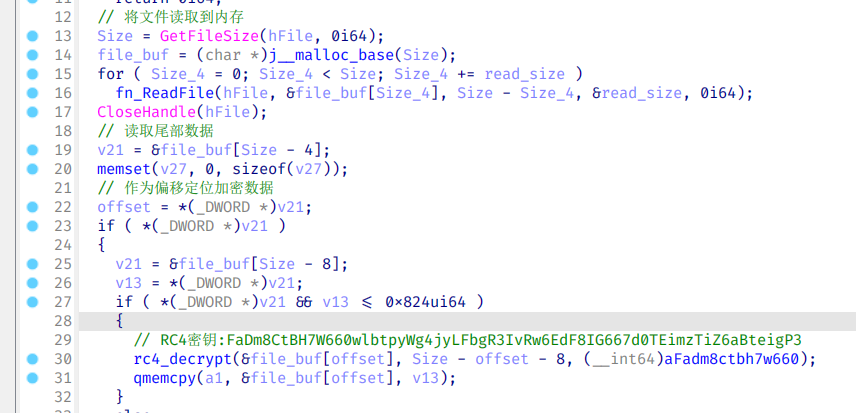 12 // 将文件读取到内存
13 Size = GetFileSize(hFile, 0i64);
14 file_buf = (char *)j__malloc_base(Size);
15 for ( Size_4 = 0; Size_4 < Size; Size_4 += read_size )
16 fn_ReadFile(hFile, &file_buf[Size_4], Size - Size_4, &read_size, 0i64);
17 CloseHandle(hFile);
18 // 读取尾部数据
19 v21 = &file_buf[Size - 4];
20 memset(v27, 0, sizeof(v27));
21 // 作为偏移定位加密数据
22 offset = *(_DWORD *)v21;
23 if ( *(_DWORD *)v21 )
24 {
25 v21 = &file_buf[Size - 8];
26 v13 = *(_DWORD *)v21;
27 if ( *(_DWORD *)v21 && v13 <= 0x824ui64 )
28 {
29 // RC4密钥:FaDm8CtBH7W660wlbtpyWg4jyLFbgR3IvRw6EdF8IG667d0TEimzTiZ6aBteigP3
30 rc4_decrypt(&file_buf[offset], Size - offset - 8, (__int64)aFadm8ctbh7w660);
31 qmemcpy(a1, &file_buf[offset], v13);
32 }